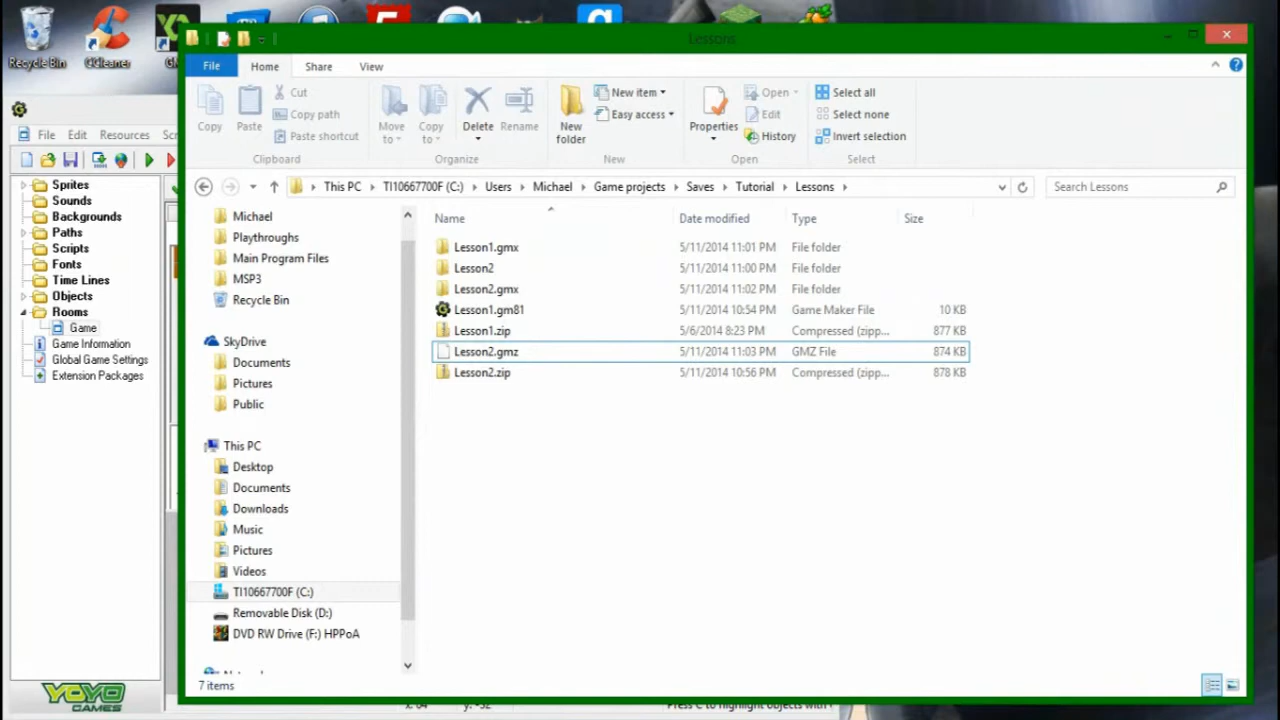 Recycle Bin
CCleaner
Lessons
File
Home
Share
View
Copy
Paste
Cut
Copy path
Paste shortcut
Clipboard
Move to
Copy to
Delete
Rename
Organize
New folder
New item
Easy access
New
Properties
Open
Edit
History
Open
Select all
Select none
Invert selection
Select
This PC
TI10667700F (C:)
Users
Michael
Game projects
Saves
Tutorial
Lessons
Search Lessons
File Edit Resources
Sprites
Sounds
Backgrounds
Paths
Scripts
Fonts
Time Lines
Objects
Rooms
Game
Game Information
Global Game Settings
Extension Packages
YOYO
GAMES
Michael
Playthroughs
Main Program Files
MSP3
Recycle Bin
SkyDrive
Documents
Pictures
Public
This PC
Desktop
Documents
Downloads
Music
Pictures
Videos
TI10667700F (C:)
Removable Disk (D:)
DVD RW Drive (F:) HPPoA
Name Date modified Type Size
Lesson1.gmx 5/11/2014 11:01 PM File folder
Lesson2 5/11/2014 11:00 PM File folder
Lesson2.gmx 5/11/2014 11:02 PM File folder
Lesson1.gm81 5/11/2014 10:54 PM Game Maker File 10 KB
Lesson1.zip 5/6/2014 8:23 PM Compressed (zipp... 877 KB
Lesson2.gmz 5/11/2014 11:03 PM GMZ File 874 KB
Lesson2.zip 5/11/2014 10:56 PM Compressed (zipp... 878 KB
7 items